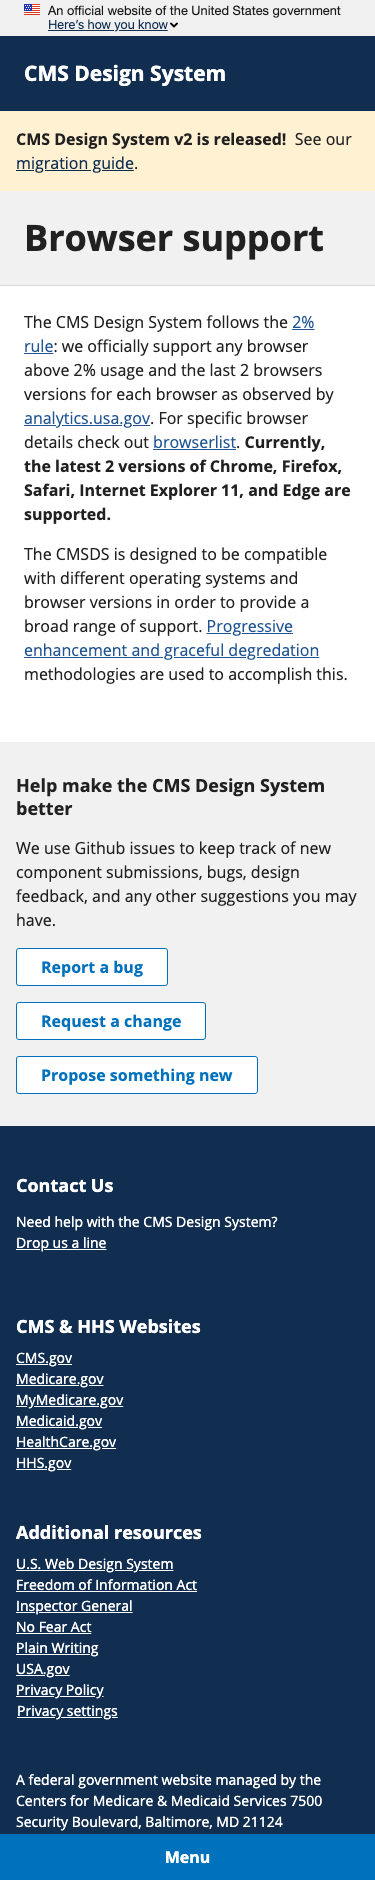 An official website of the United States government
Here's how you know
CMS Design System
CMS Design System v2 is released! See our
migration guide.
Browser support
The CMS Design System follows the 2%
rule: we officially support any browser
above 2% usage and the last 2 browsers
versions for each browser as observed by
analytics.usa.gov. For specific browser
details check out browserlist. Currently,
the latest 2 versions of Chrome, Firefox,
Safari, Internet Explorer 11, and Edge are
supported.
The CMSDS is designed to be compatible
with different operating systems and
browser versions in order to provide a
broad range of support. Progressive
enhancement and graceful degredation
methodologies are used to accomplish this.
Help make the CMS Design System
better
We use Github issues to keep track of new
component submissions, bugs, design
feedback, and any other suggestions you may
have.
Report a bug
Request a change
Propose something new
Contact Us
Need help with the CMS Design System?
Drop us a line
CMS & HHS Websites
CMS.gov
Medicare.gov
MyMedicare.gov
Medicaid.gov
HealthCare.gov
HHS.gov
Additional resources
U.S. Web Design System
Freedom of Information Act
Inspector General
No Fear Act
Plain Writing
USA.gov
Privacy Policy
Privacy settings
A federal government website managed by the
Centers for Medicare & Medicaid Services 7500
Security Boulevard, Baltimore, MD 21124
Menu